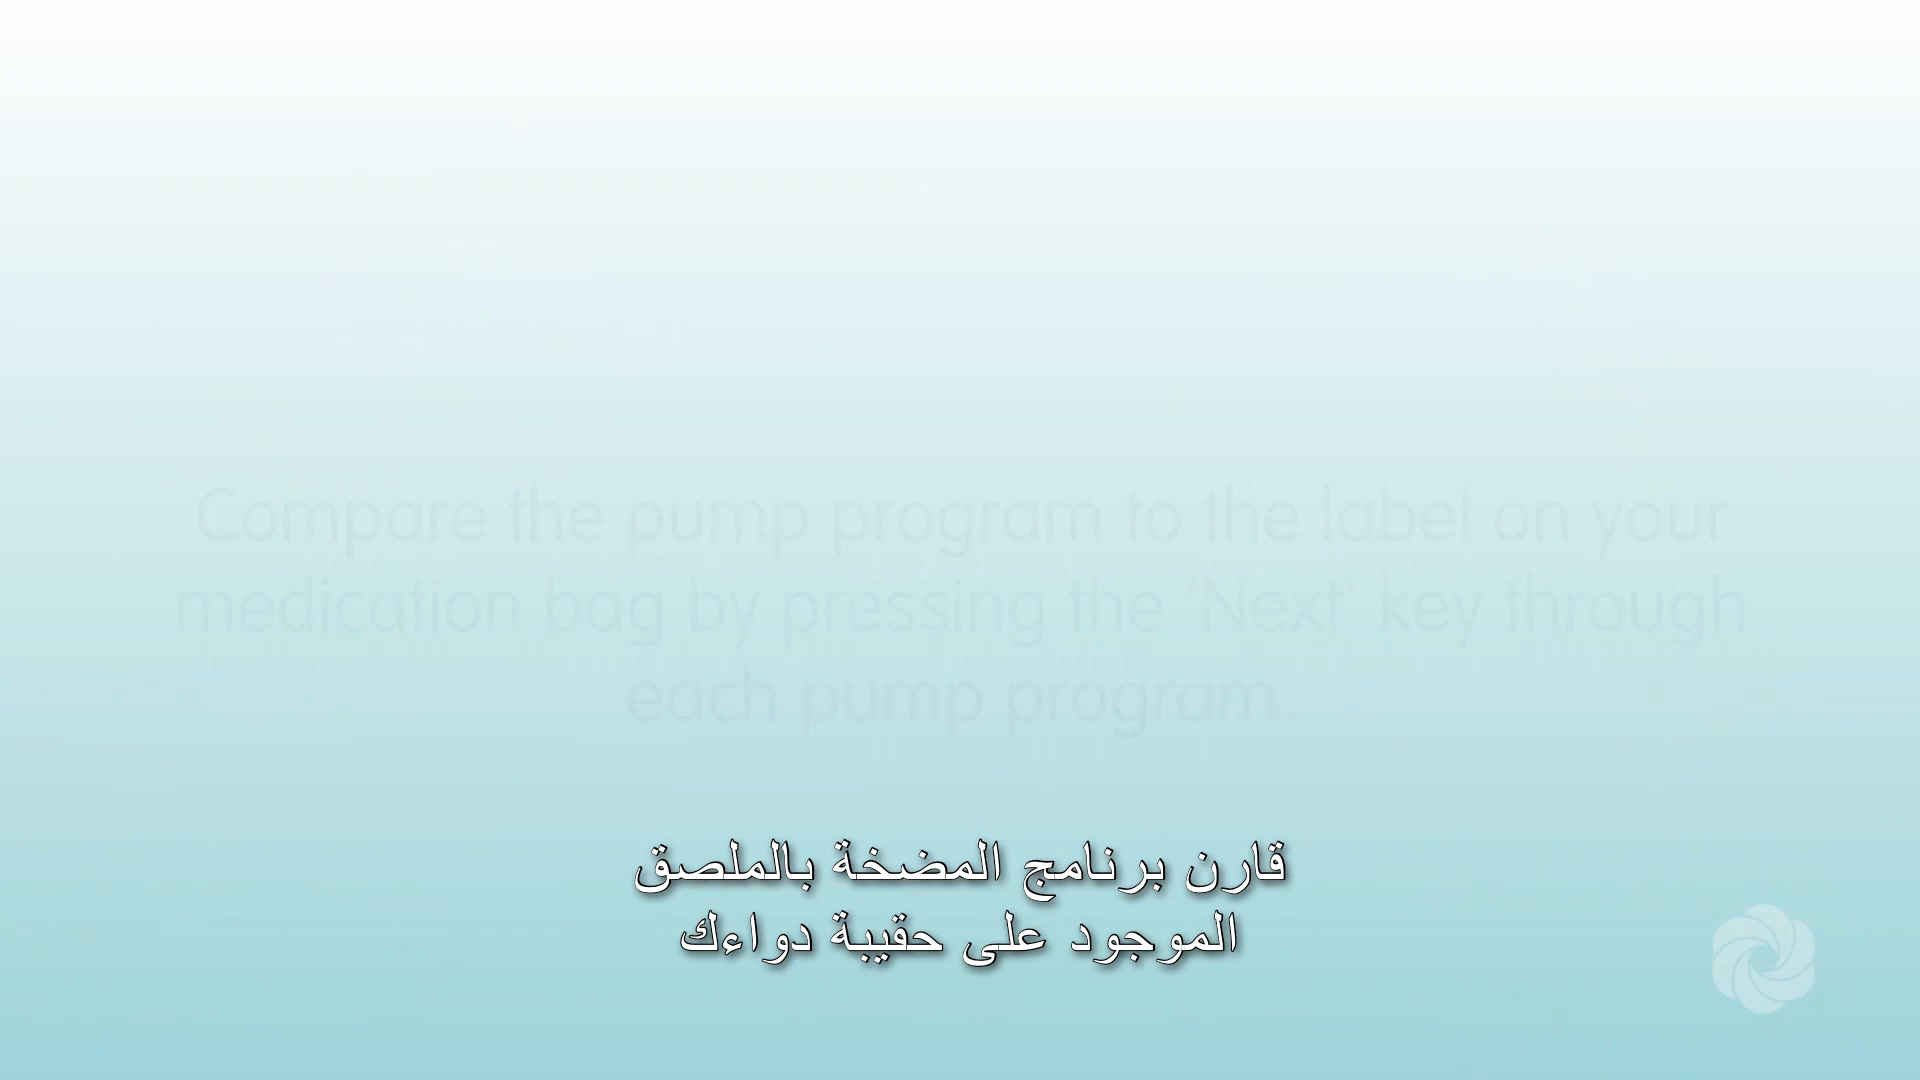 Compare the pump program to the label on your
medication bag by pressing the ‘Next’ key through
each pump program.
قارن برنامج المضخة بالملصق
الموجود على حقيبة دواءك